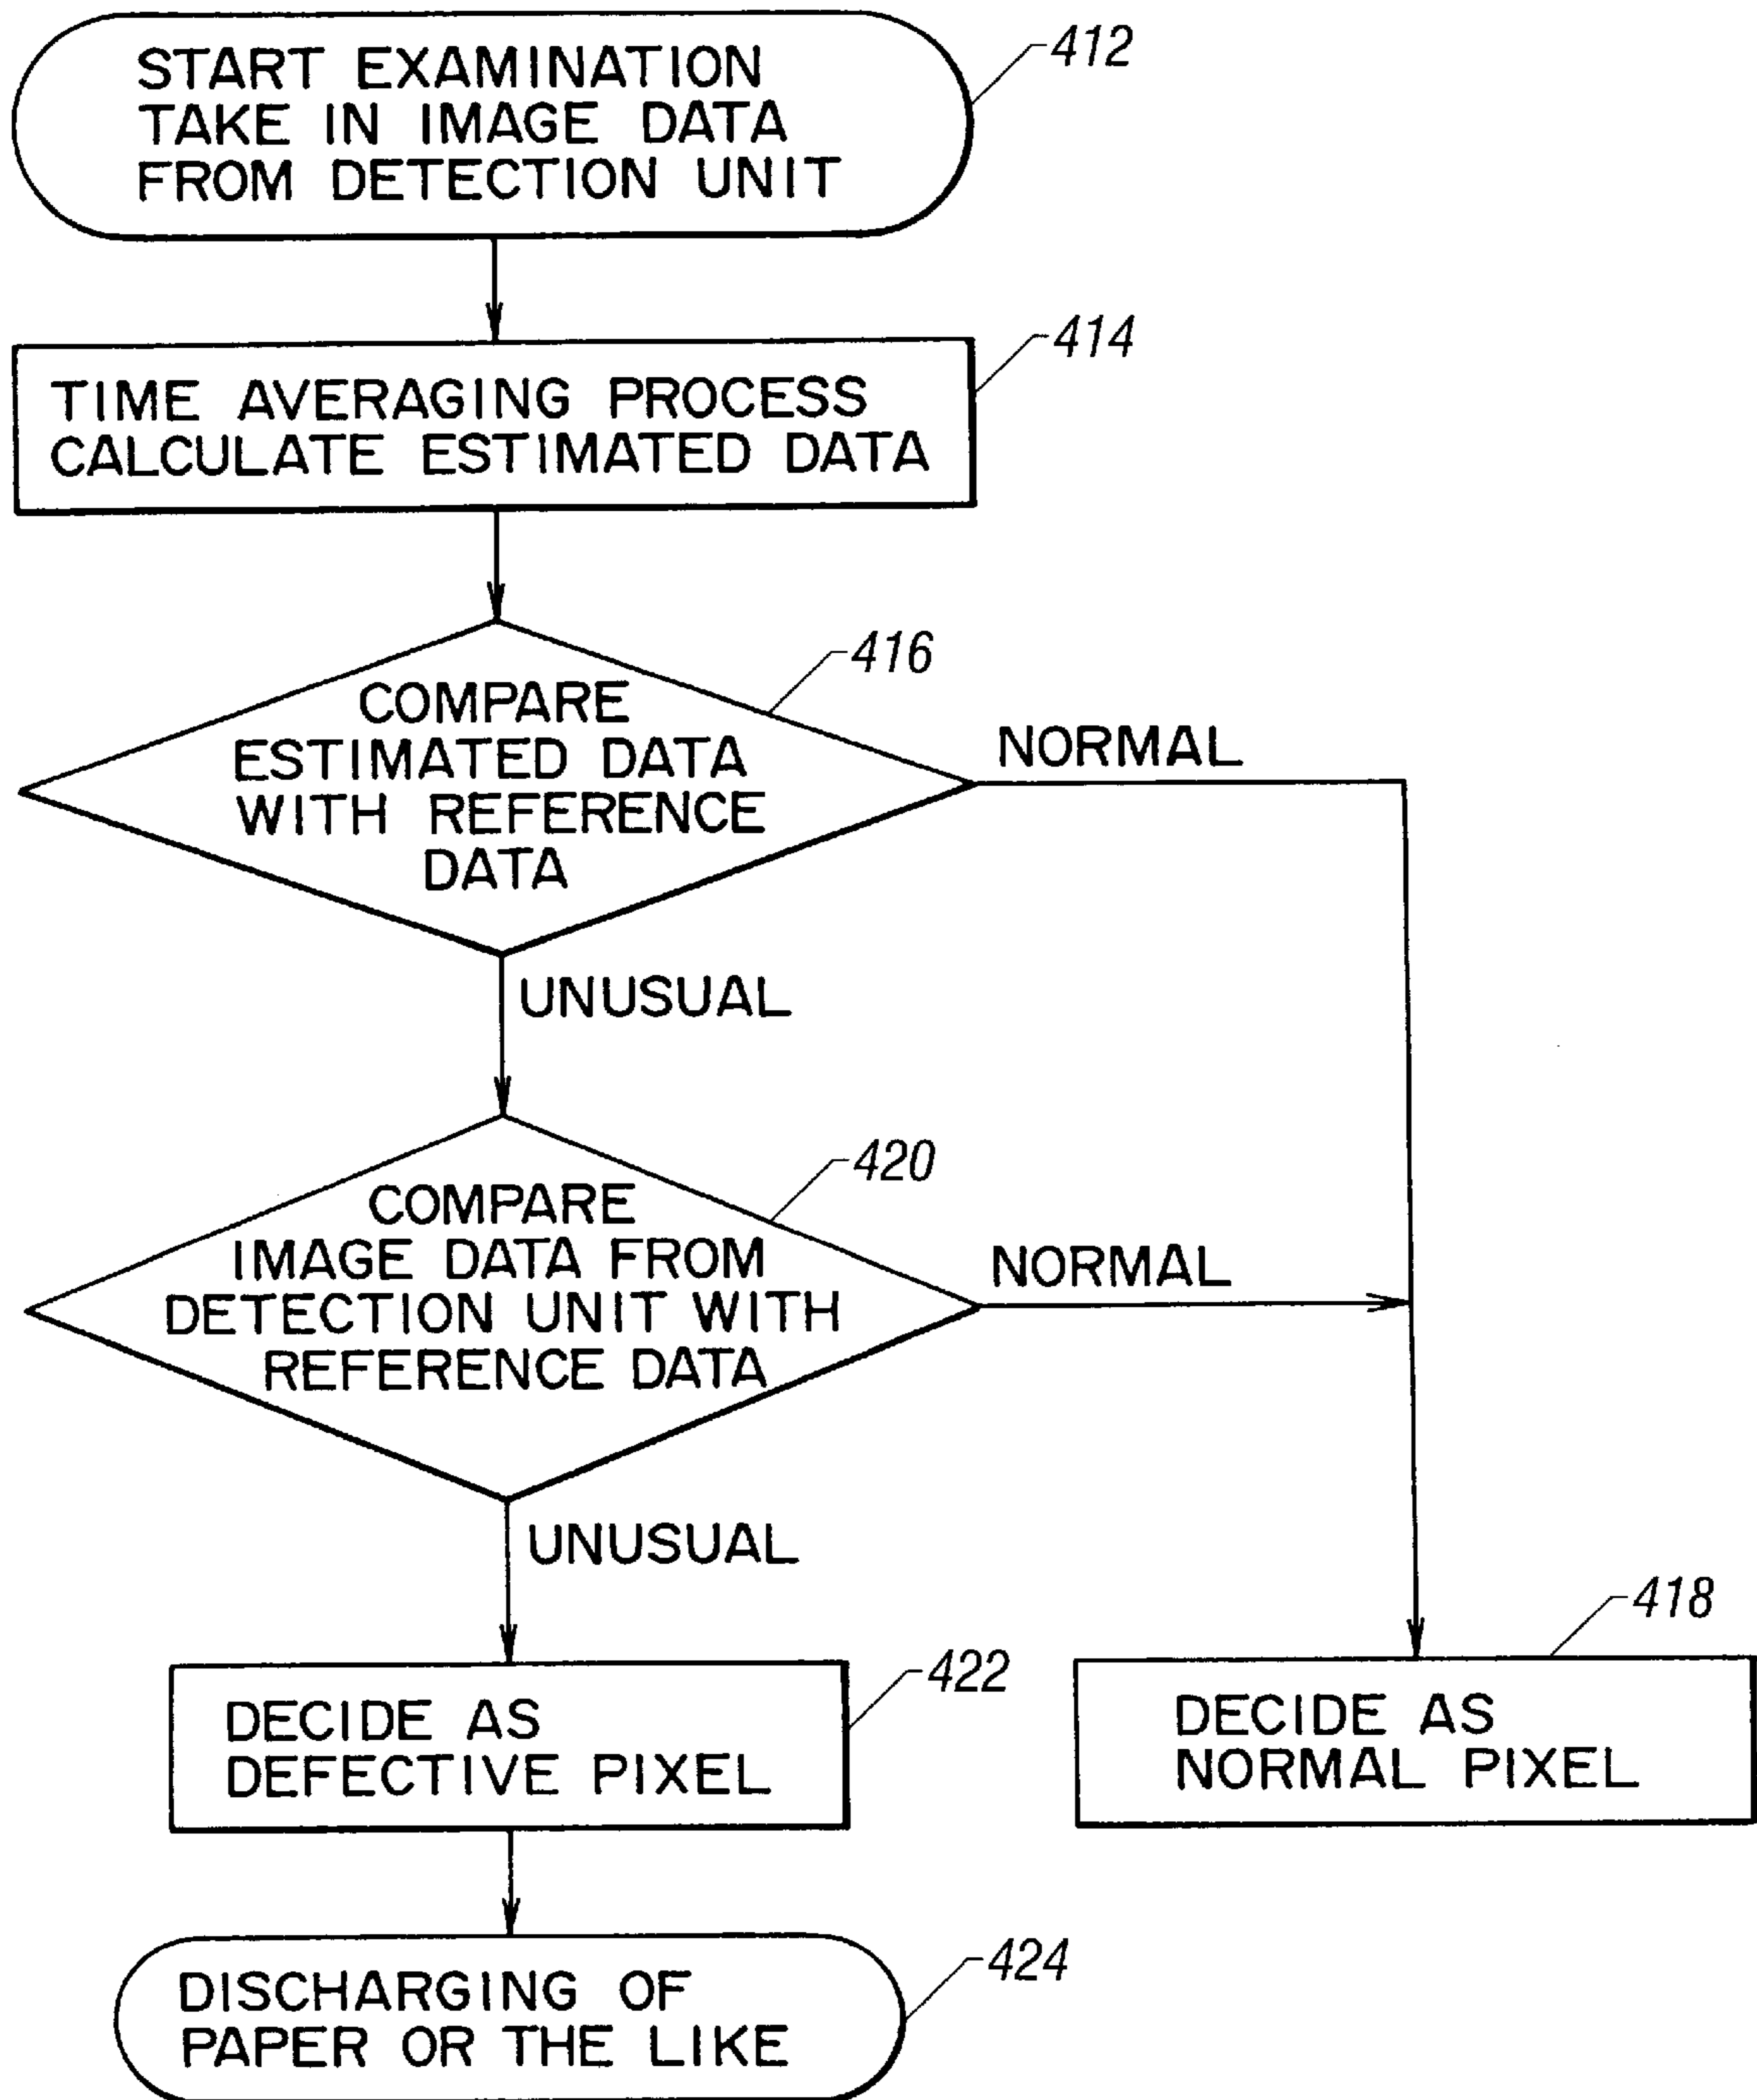 START EXAMINATION
TAKE IN IMAGE DATA
FROM DETECTION UNIT
412
TIME AVERAGING PROCESS
CALCULATE ESTIMATED DATA
414
COMPARE
ESTIMATED DATA
WITH REFERENCE
DATA
416
NORMAL
UNUSUAL
COMPARE
IMAGE DATA FROM
DETECTION UNIT WITH
REFERENCE DATA
420
NORMAL
UNUSUAL
DECIDE AS
DEFECTIVE PIXEL
422
DECIDE AS
NORMAL PIXEL
418
DISCHARGING OF
PAPER OR THE LIKE
424